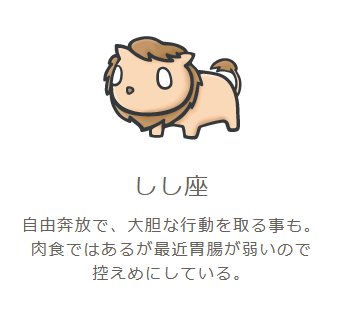 しし座
自由奔放で、大胆な行動を取る事も。
肉食ではあるが最近胃腸が弱いので
控えめにしている。